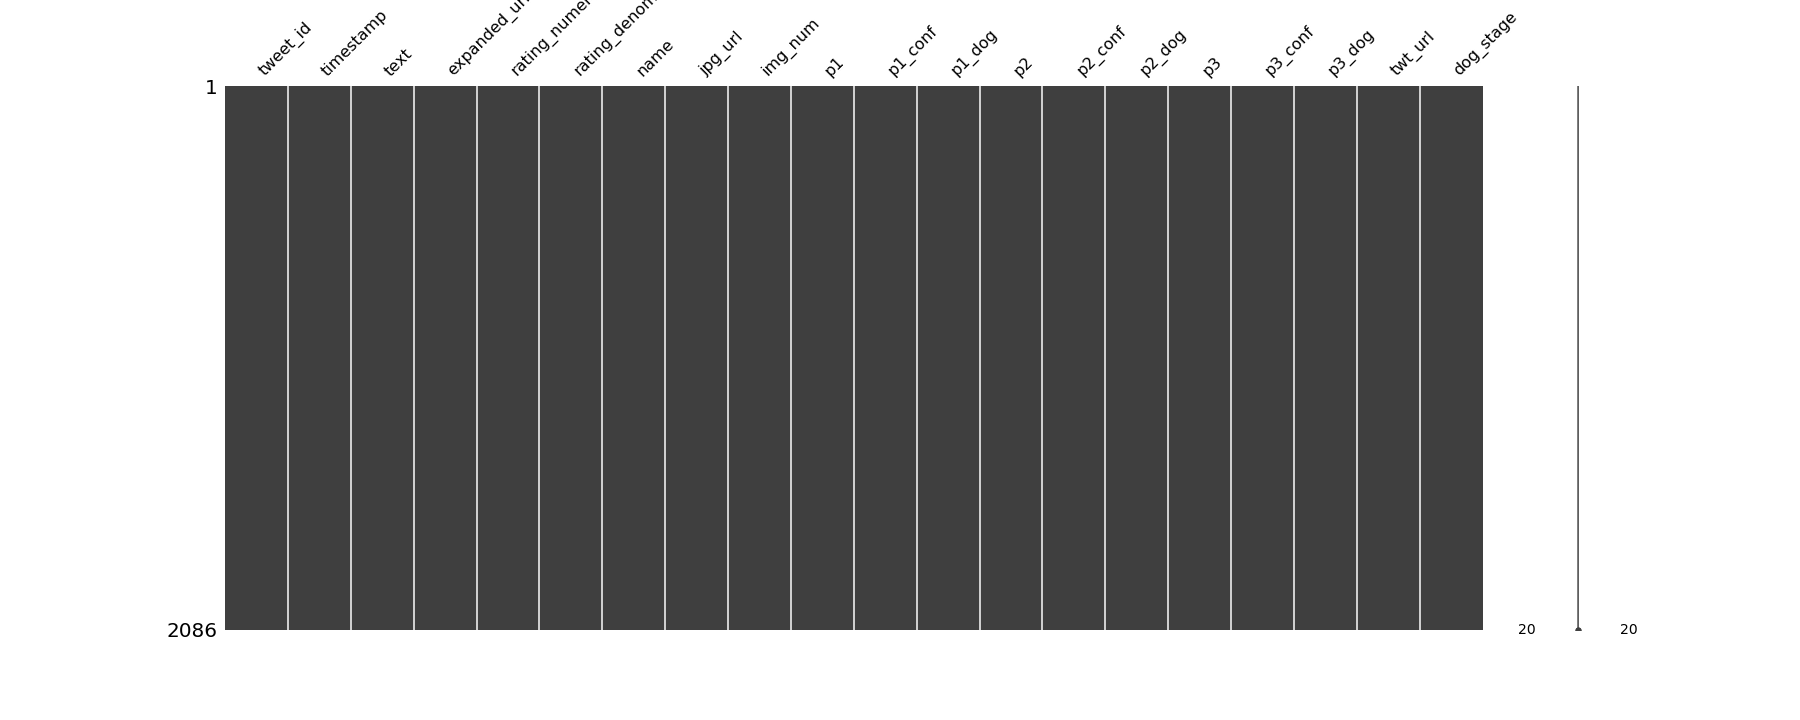 tweet_id
timestamp
text
expanded_ur
rating_numer
rating_denom
name
jpg_url
img_num
p1
p1_conf
p1_dog
p2
p2_conf
p2_dog
p3
p3_conf
p3_dog
twt_url
dog_stage
1
2086
20
20